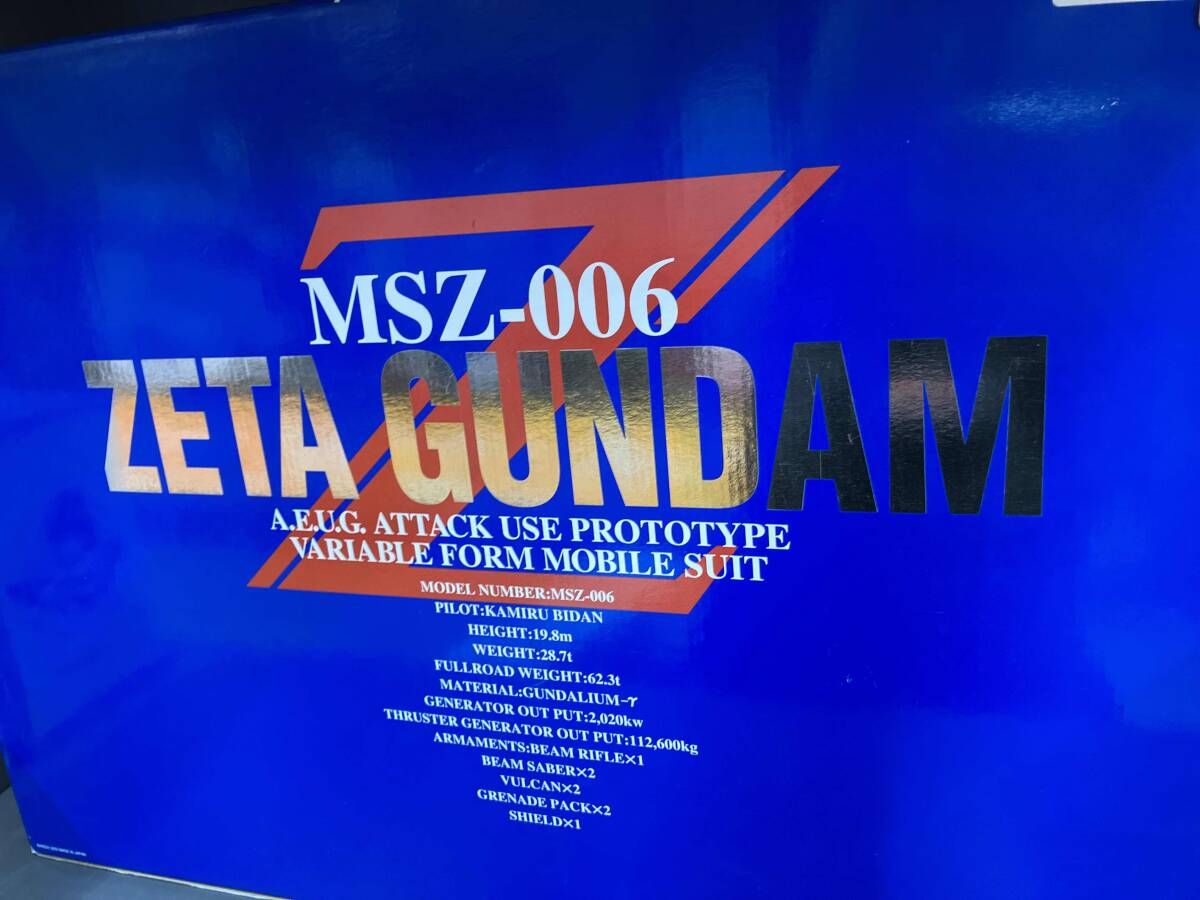 MSZ-006
ZETA GUNDAM
A.E.U.G. ATTACK USE PROTOTYPE
VARIABLE FORM MOBILE SUIT
MODEL NUMBER:MSZ-006
PILOT:KAMIRU BIDAN
HEIGHT:19.8m
WEIGHT:28.7t
FULLROAD WEIGHT:62.3t
MATERIAL:GUNDALIUM-γ
GENERATOR OUT PUT:2,020kw
THRUSTER GENERATOR OUT PUT:112,600kg
ARMAMENTS:BEAM RIFLE×1
BEAM SABER×2
VULCAN×2
GRENADE PACK×2
SHIELD×1